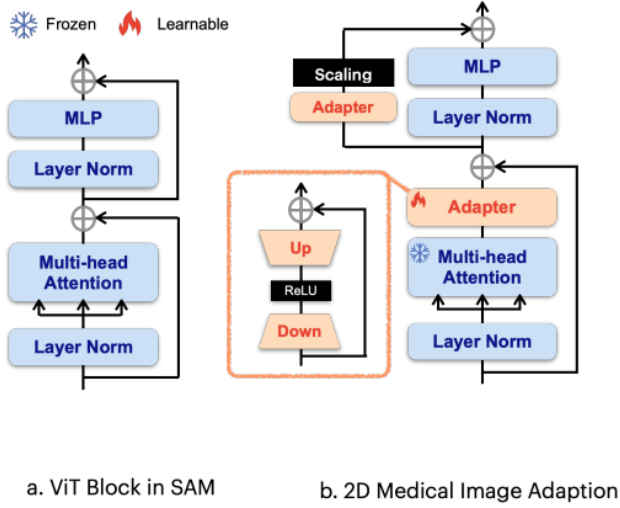 Frozen
Learnable
MLP
Layer Norm
Multi-head
Attention
Layer Norm
Scaling
Adapter
MLP
Layer Norm
Adapter
Multi-head
Attention
Layer Norm
Up
ReLU
Down
a. ViT Block in SAM
b. 2D Medical Image Adaption